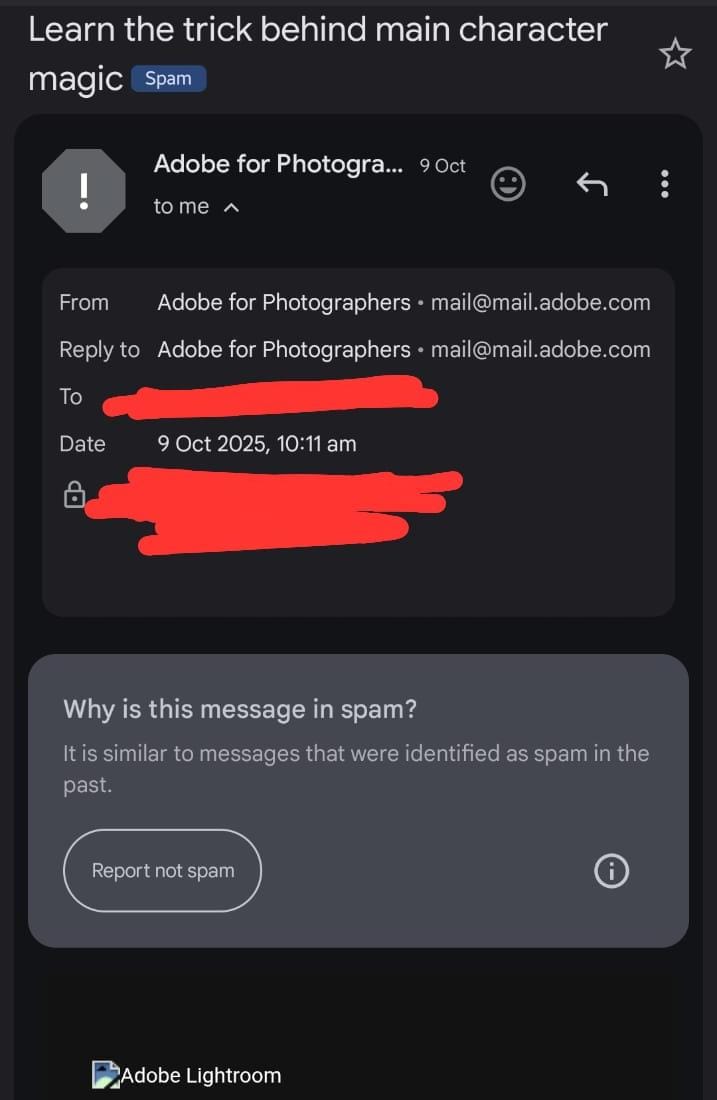 Learn the trick behind main character
magic Spam
Adobe for Photogra... 9 Oct
to me
From Adobe for Photographers • mail@mail.adobe.com
Reply to Adobe for Photographers • mail@mail.adobe.com
To
Date 9 Oct 2025, 10:11 am
Why is this message in spam?
It is similar to messages that were identified as spam in the
past.
Report not spam
Adobe Lightroom